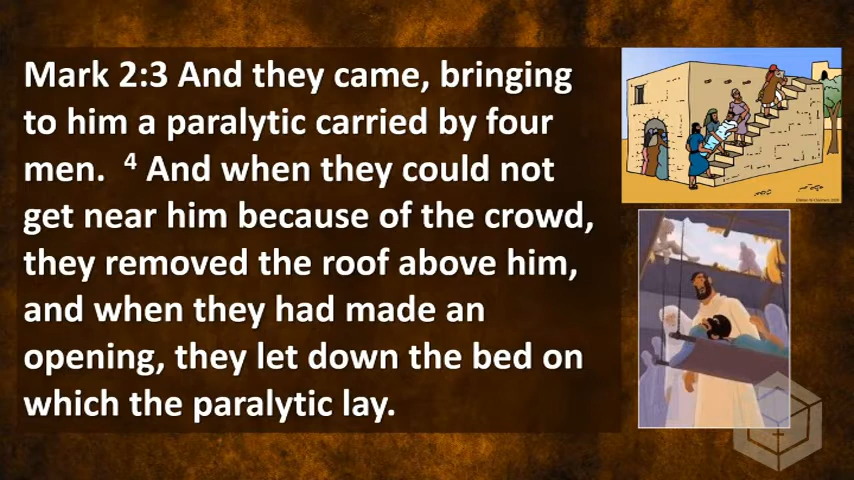 Mark 2:3 And they came, bringing
to him a paralytic carried by four
men. 4 And when they could not
get near him because of the crowd,
they removed the roof above him,
and when they had made an
opening, they let down the bed on
which the paralytic lay.